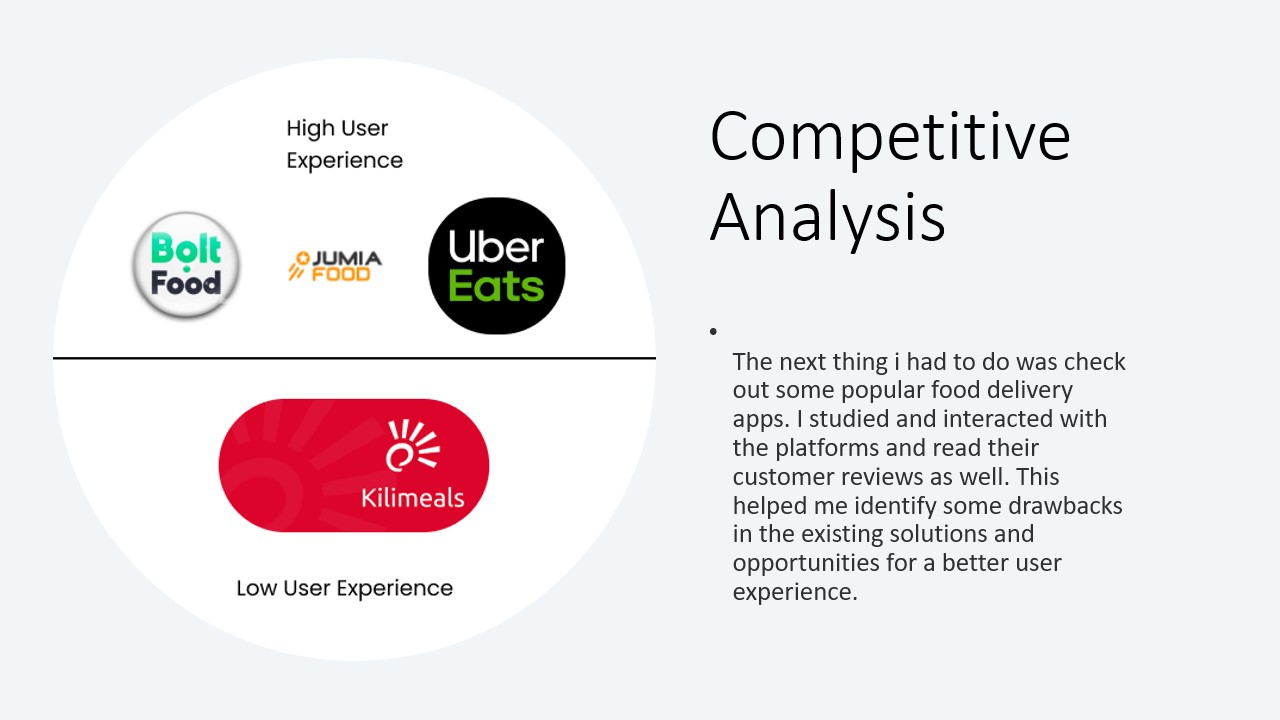 High User
Experience
Bolt
Food
JUMIA
FOOD
Uber
Eats
Kilimeals
Low User Experience
Competitive
Analysis
•
The next thing i had to do was check
out some popular food delivery
apps. I studied and interacted with
the platforms and read their
customer reviews as well. This
helped me identify some drawbacks
in the existing solutions and
opportunities for a better user
experience.